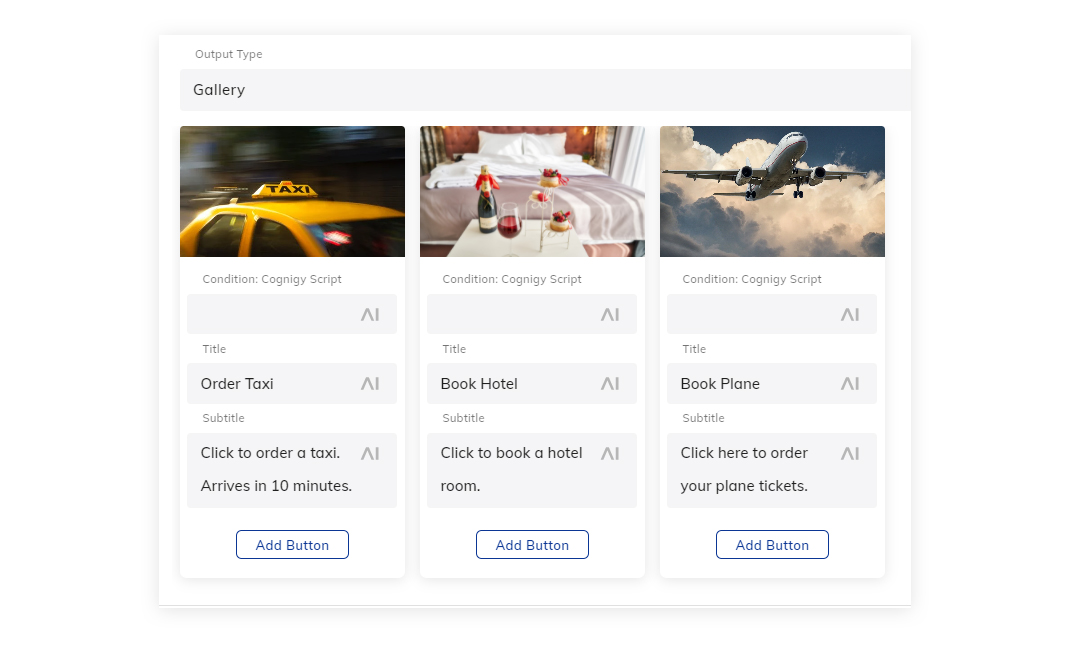 Output Type
Gallery
TAXI
Condition: Cognigy Script
AI
Title
Order Taxi
AI
Subtitle
Click to order a taxi.
Arrives in 10 minutes.
AI
Add Button
Condition: Cognigy Script
AI
Title
Book Hotel
AI
Subtitle
Click to book a hotel
room.
AI
Add Button
Condition: Cognigy Script
AI
Title
Book Plane
AI
Subtitle
Click here to order
your plane tickets.
AI
Add Button